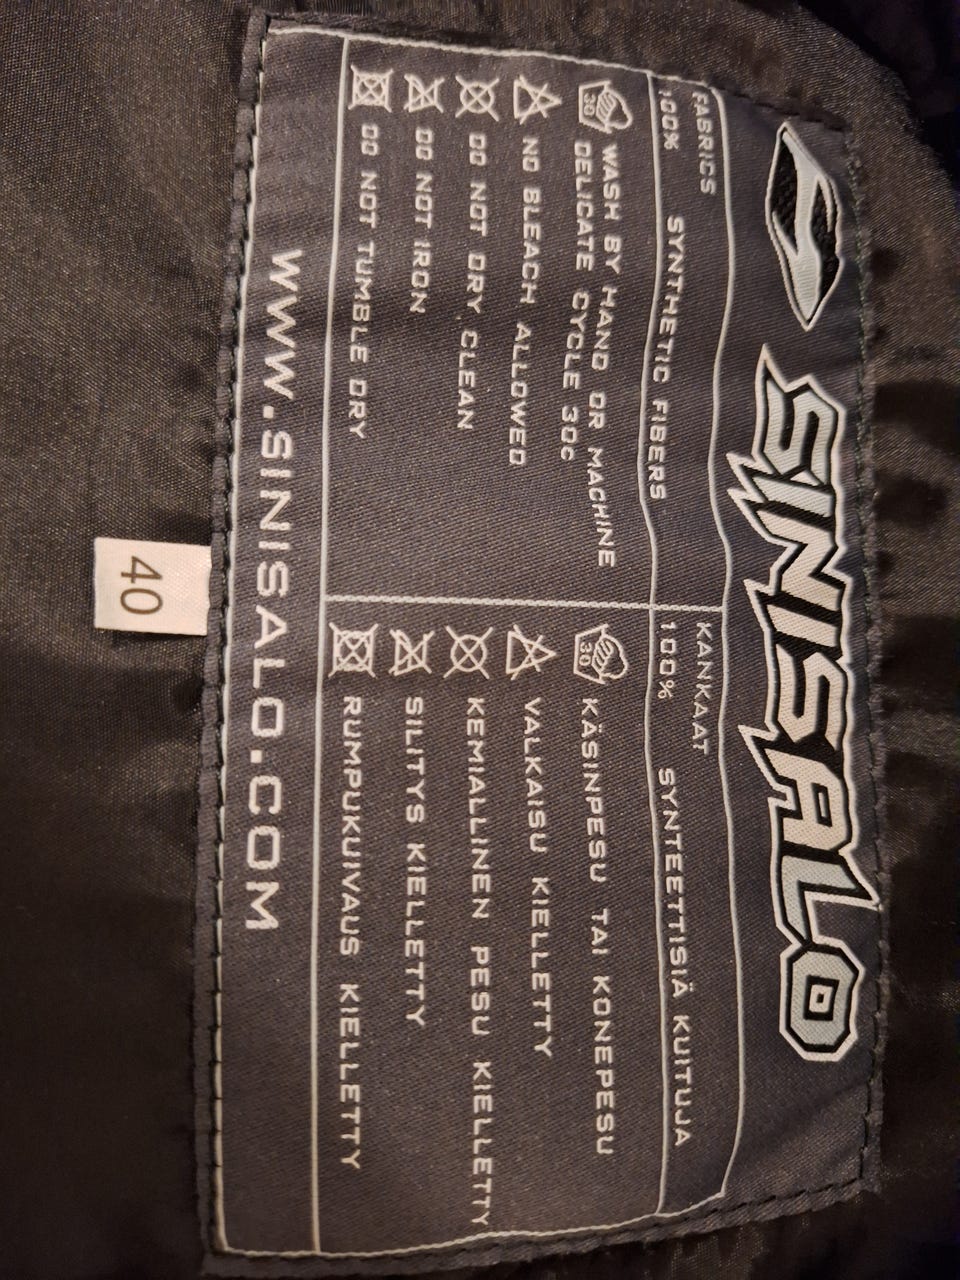 SINISALO
FABRICS
100% SYNTHETIC FIBERS
30 WASH BY HAND OR MACHINE
DELICATE CYCLE 30c
NO BLEACH ALLOWED
DO NOT DRY CLEAN
DO NOT IRON
DO NOT TUMBLE DRY
KANKAAT
100% SYNTEETTISIÄ KUITUJA
30 KÄSINPESU TAI KONEPESU
VALKAISU KIELLETTY
KEMIALLINEN PESU KIELLETTY
SILITYS KIELLETTY
RUMPUKUIVAUS KIELLETTY
WWW.SINISALO.COM
40